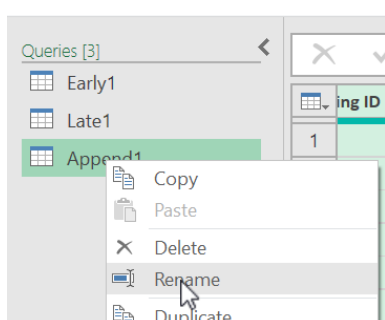 Queries [3]
Early1
Late1
Append1
Copy
Paste
Delete
Rename
Duplicate
ing ID
1